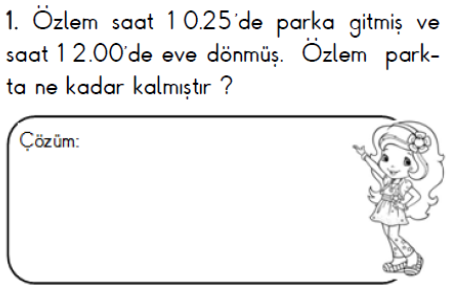 1. Özlem saat 10.25'de parka gitmiş ve
saat 12.00'de eve dönmüş. Özlem park-
ta ne kadar kalmıştır ?
Çözüm: